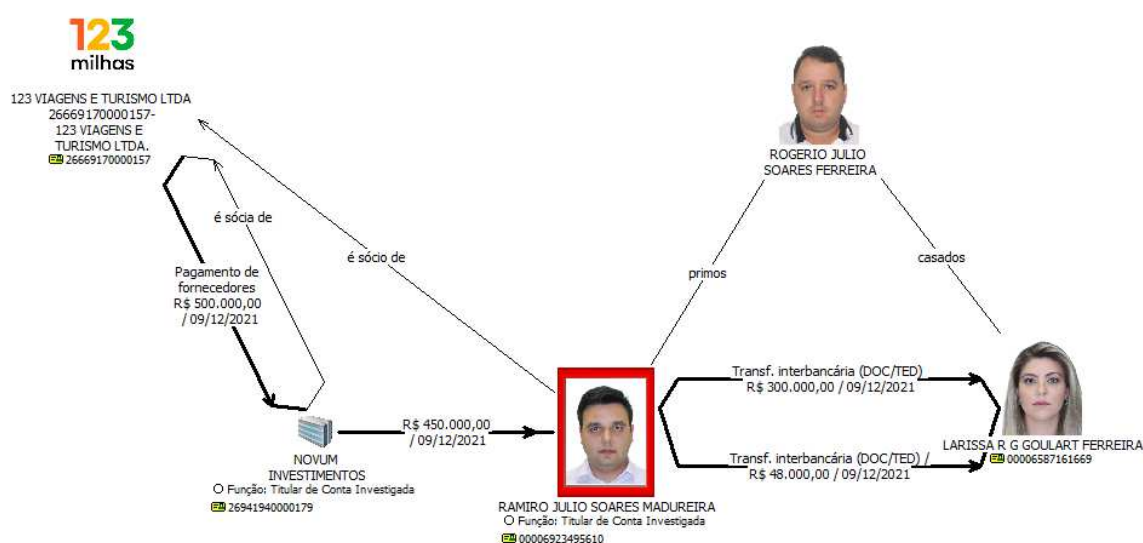 123
milhas
123 VIAGENS E TURISMO LTDA
26669170000157-
123 VIAGENS E
TURISMO LTDA.
26669170000157
ROGERIO JULIO
SOARES FERREIRA
é sócia de
é sócio de
primos
casados
Pagamento de
fornecedores
R$ 500.000,00
/ 09/12/2021
Transf. interbancária (DOC/TED)
R$ 300.000,00 / 09/12/2021
R$ 450.000,00
/ 09/12/2021
Transf. interbancária (DOC/TED) /
R$ 48.000,00 / 09/12/2021
LARISSA R G GOULART FERREIRA
00006587161669
NOVUM
INVESTIMENTOS
Função: Titular de Conta Investigada
26941940000179
RAMIRO JULIO SOARES MADUREIRA
Função: Titular de Conta Investigada
00006923495610